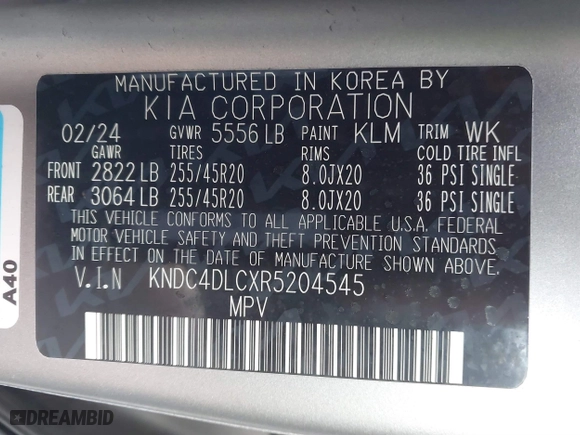 MANUFACTURED IN KOREA BY
KIA CORPORATION
02/24 GVWR 5556 LB PAINT KLM TRIM WK
GAWR TIRES RIMS COLD TIRE INFL
FRONT 2822 LB 255/45R20 8.0JX20 36 PSI SINGLE
REAR 3064 LB 255/45R20 8.0JX20 36 PSI SINGLE
THIS VEHICLE CONFORMS TO ALL APPLICABLE U.S.A. FEDERAL
MOTOR VEHICLE SAFETY AND THEFT PREVENTION STANDARDS
IN EFFECT ON THE DATE OF MANUFACTURE SHOWN ABOVE.
V.I.N KNDC4DLCXR5204545
MPV
A40
DREAMBID